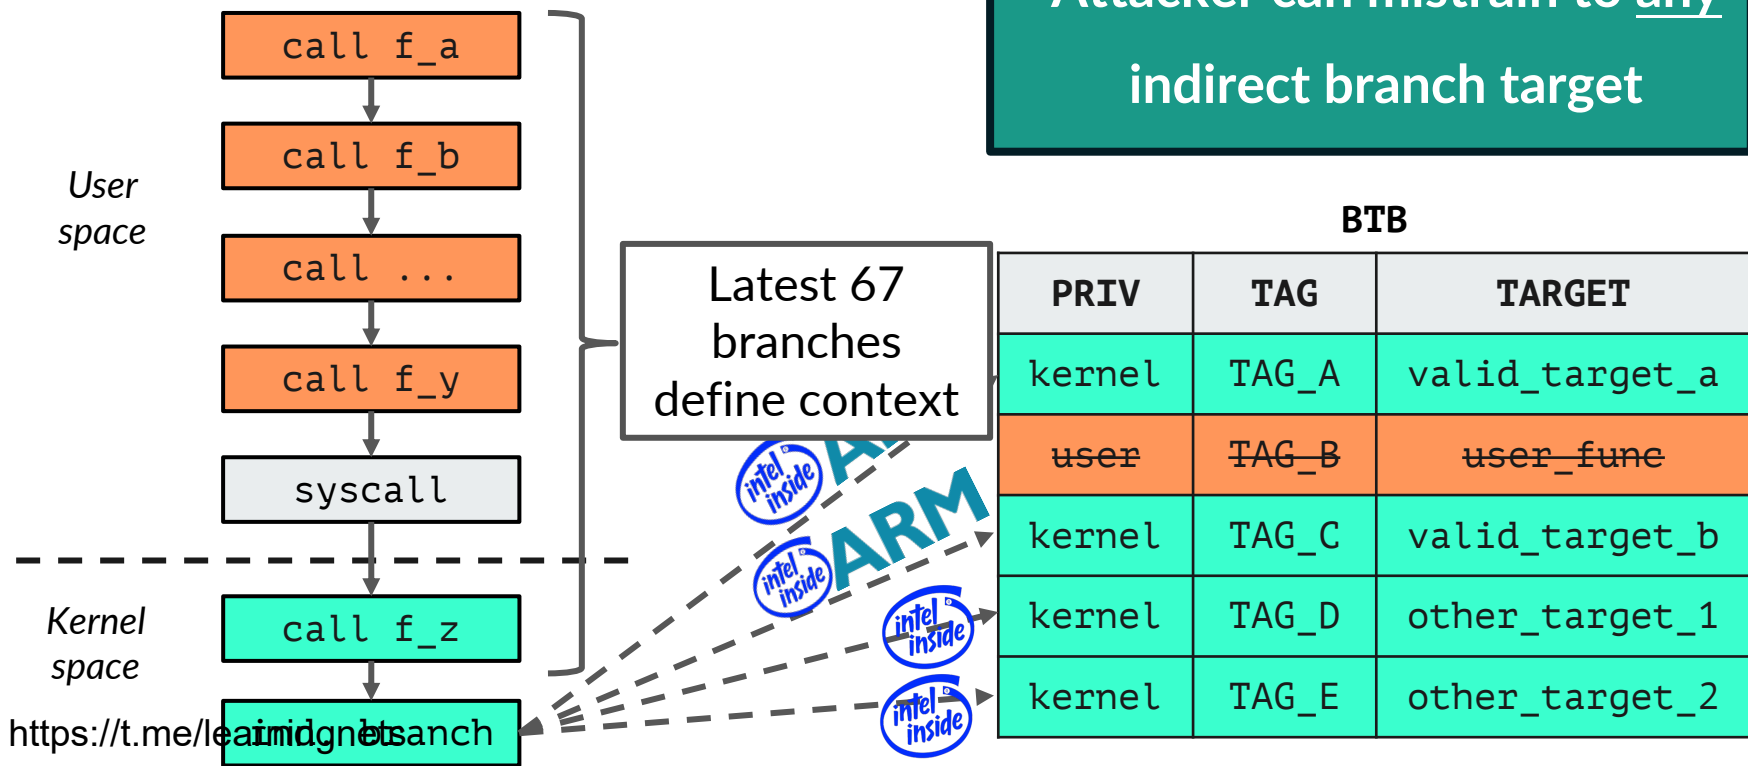 Attacker can mistrain to any
indirect branch target
call f_a
call f_b
call ...
call f_y
syscall
call f_z
ind. branch
User
space
Kernel
space
https://t.me/learningnets
Latest 67
branches
define context
intel inside
ARM
intel inside
intel inside
intel inside
BTB
PRIV TAG TARGET
kernel TAG_A valid_target_a
user TAG_B user_func
kernel TAG_C valid_target_b
kernel TAG_D other_target_1
kernel TAG_E other_target_2